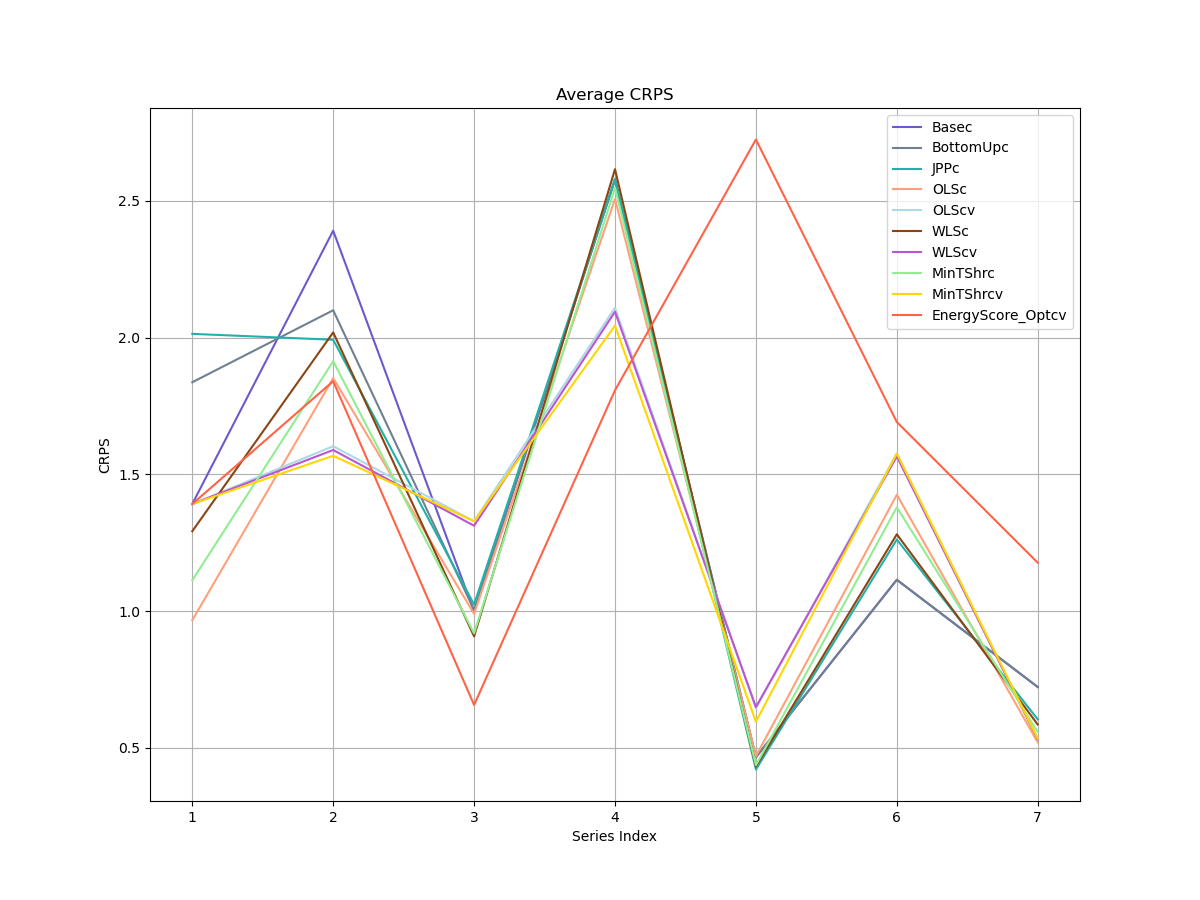 Average CRPS
CRPS
2.5
2.0
1.5
1.0
0.5
1 2 3 4 5 6 7
Series Index
Basec
BottomUpc
JPPc
OLSc
OLScv
WLSc
WLScv
MinTShrc
MinTShrcv
EnergyScore_Optcv